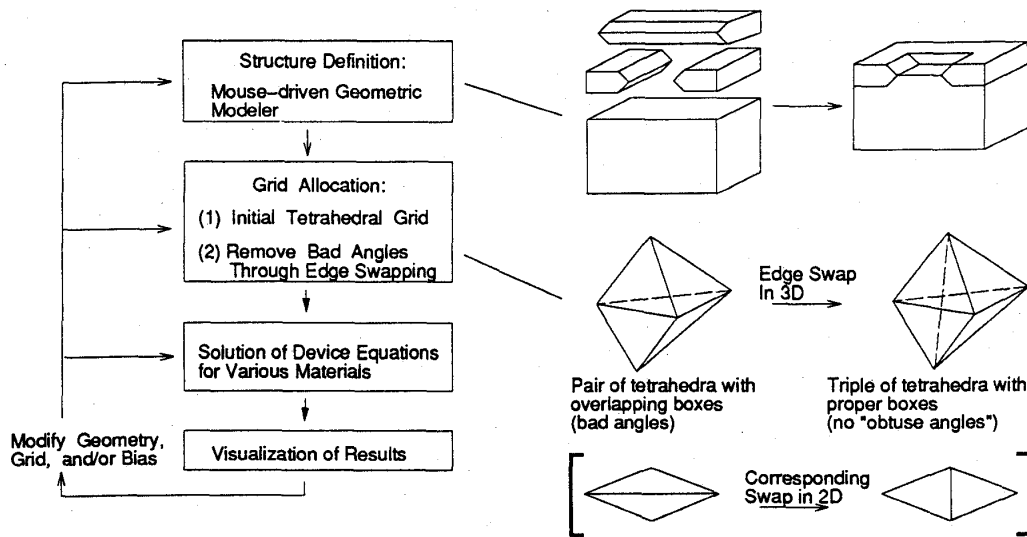 Structure Definition:
Mouse-driven Geometric
Modeler
Grid Allocation:
(1) Initial Tetrahedral Grid
(2) Remove Bad Angles
Through Edge Swapping
Solution of Device Equations
for Various Materials
Modify Geometry,
Grid, and/or Bias
Visualization of Results
Edge Swap
In 3D
Pair of tetrahedra with
overlapping boxes
(bad angles)
Triple of tetrahedra with
proper boxes
(no "obtuse angles")
Corresponding
Swap in 2D